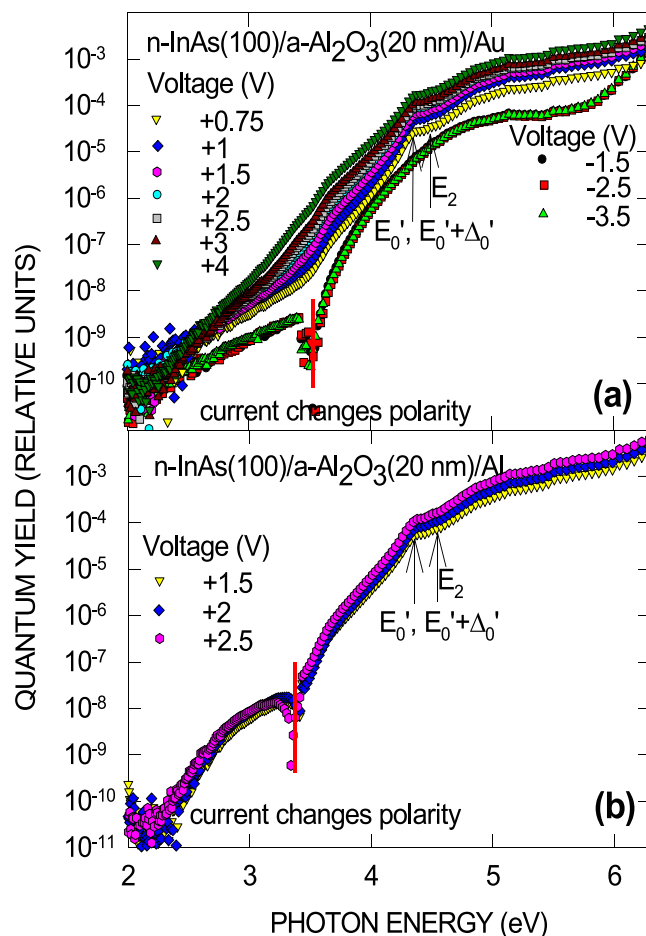 n-InAs(100)/a-Al₂O₃(20 nm)/Au
Voltage (V)
+0.75
+1
+1.5
+2
+2.5
+3
+4
Voltage (V)
-1.5
-2.5
-3.5
E₂
E₀', E₀'+Δ₀'
current changes polarity
(a)
10⁻³
10⁻⁴
10⁻⁵
10⁻⁶
10⁻⁷
10⁻⁸
10⁻⁹
10⁻¹⁰
QUANTUM YIELD (RELATIVE UNITS)
n-InAs(100)/a-Al₂O₃(20 nm)/Al
Voltage (V)
+1.5
+2
+2.5
E₂
E₀', E₀'+Δ₀'
current changes polarity
(b)
10⁻³
10⁻⁴
10⁻⁵
10⁻⁶
10⁻⁷
10⁻⁸
10⁻⁹
10⁻¹⁰
10⁻¹¹
2 3 4 5 6
PHOTON ENERGY (eV)